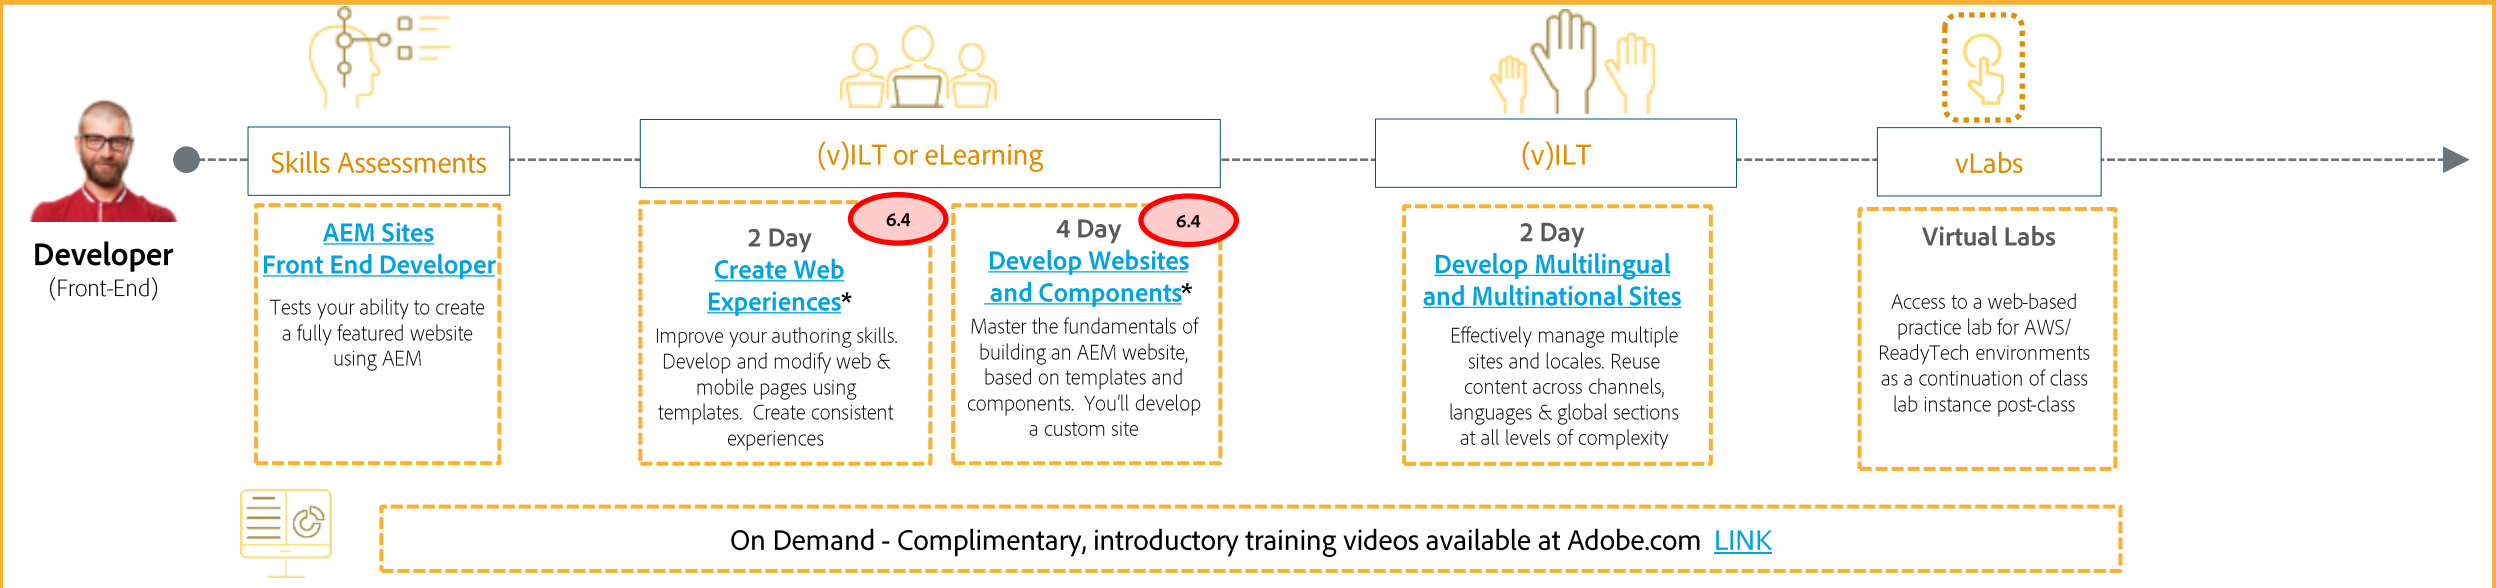 Developer
(Front-End)
Skills Assessments
AEM Sites
Front End Developer
Tests your ability to create
a fully featured website
using AEM
(v)ILT or eLearning
6.4
2 Day
Create Web
Experiences*
Improve your authoring skills.
Develop and modify web &
mobile pages using
templates.  Create consistent
experiences
6.4
4 Day
Develop Websites
and Components*
Master the fundamentals of
building an AEM website,
based on templates and
components.  You'll develop
a custom site
(v)ILT
2 Day
Develop Multilingual
and Multinational Sites
Effectively manage multiple
sites and locales. Reuse
content across channels,
languages & global sections
at all levels of complexity
vLabs
Virtual Labs
Access to a web-based
practice lab for AWS/
ReadyTech environments
as a continuation of class
lab instance post-class
On Demand - Complimentary, introductory training videos available at Adobe.com  LINK